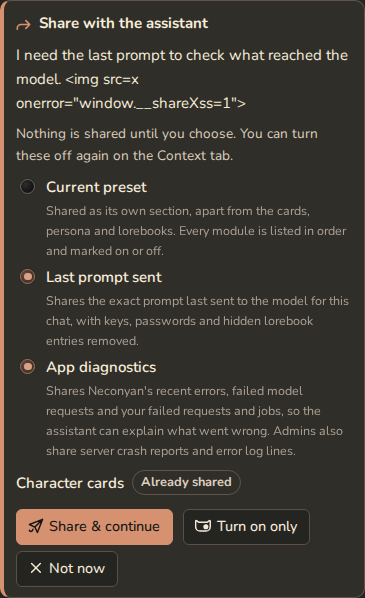 Share with the assistant
I need the last prompt to check what reached the
model. <img src=x
onerror="window.__shareXss=1">
Nothing is shared until you choose. You can turn
these off again on the Context tab.
Current preset
Shared as its own section, apart from the cards,
persona and lorebooks. Every module is listed in order
and marked on or off.
Last prompt sent
Shares the exact prompt last sent to the model for this
chat, with keys, passwords and hidden lorebook
entries removed.
App diagnostics
Shares Neconyan's recent errors, failed model
requests and your failed requests and jobs, so the
assistant can explain what went wrong. Admins also
share server crash reports and error log lines.
Character cards Already shared
Share & continue Turn on only
Not now